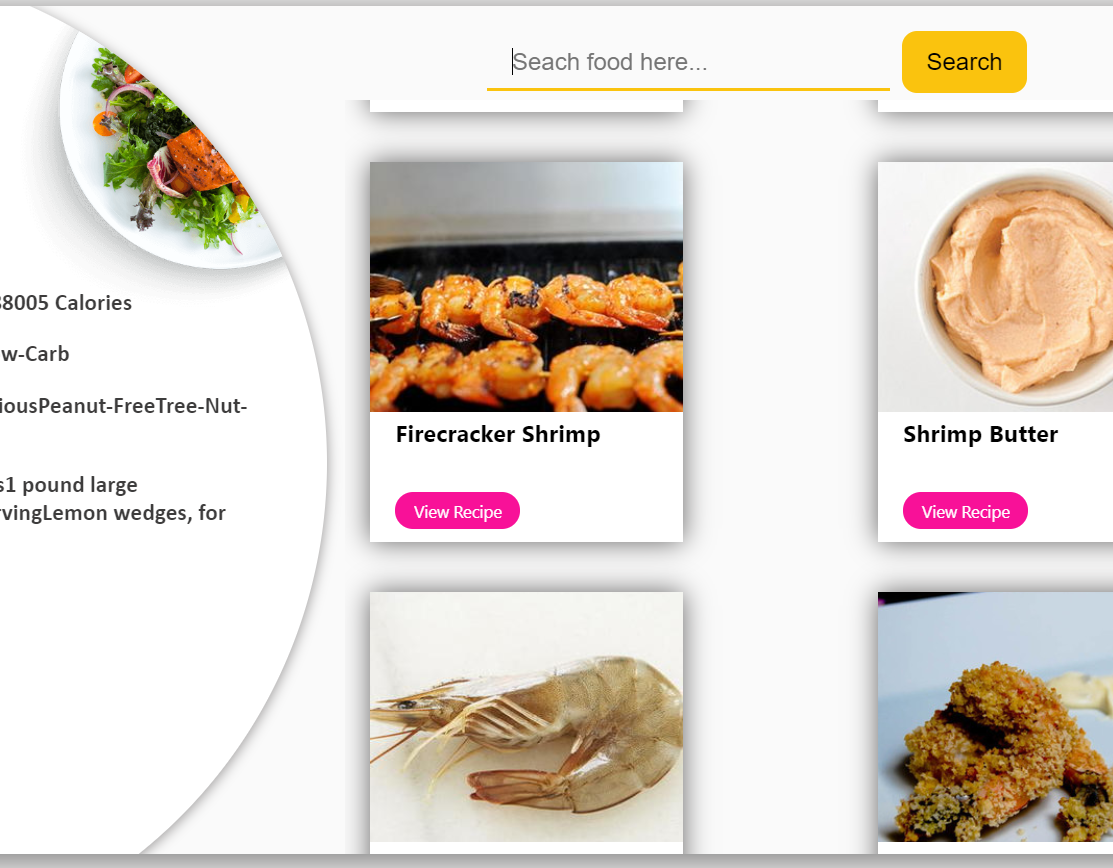 Seach food here...
Search
88005 Calories
w-Carb
iousPeanut-FreeTree-Nut-
s1 pound large
rvingLemon wedges, for
Firecracker Shrimp
View Recipe
Shrimp Butter
View Recipe